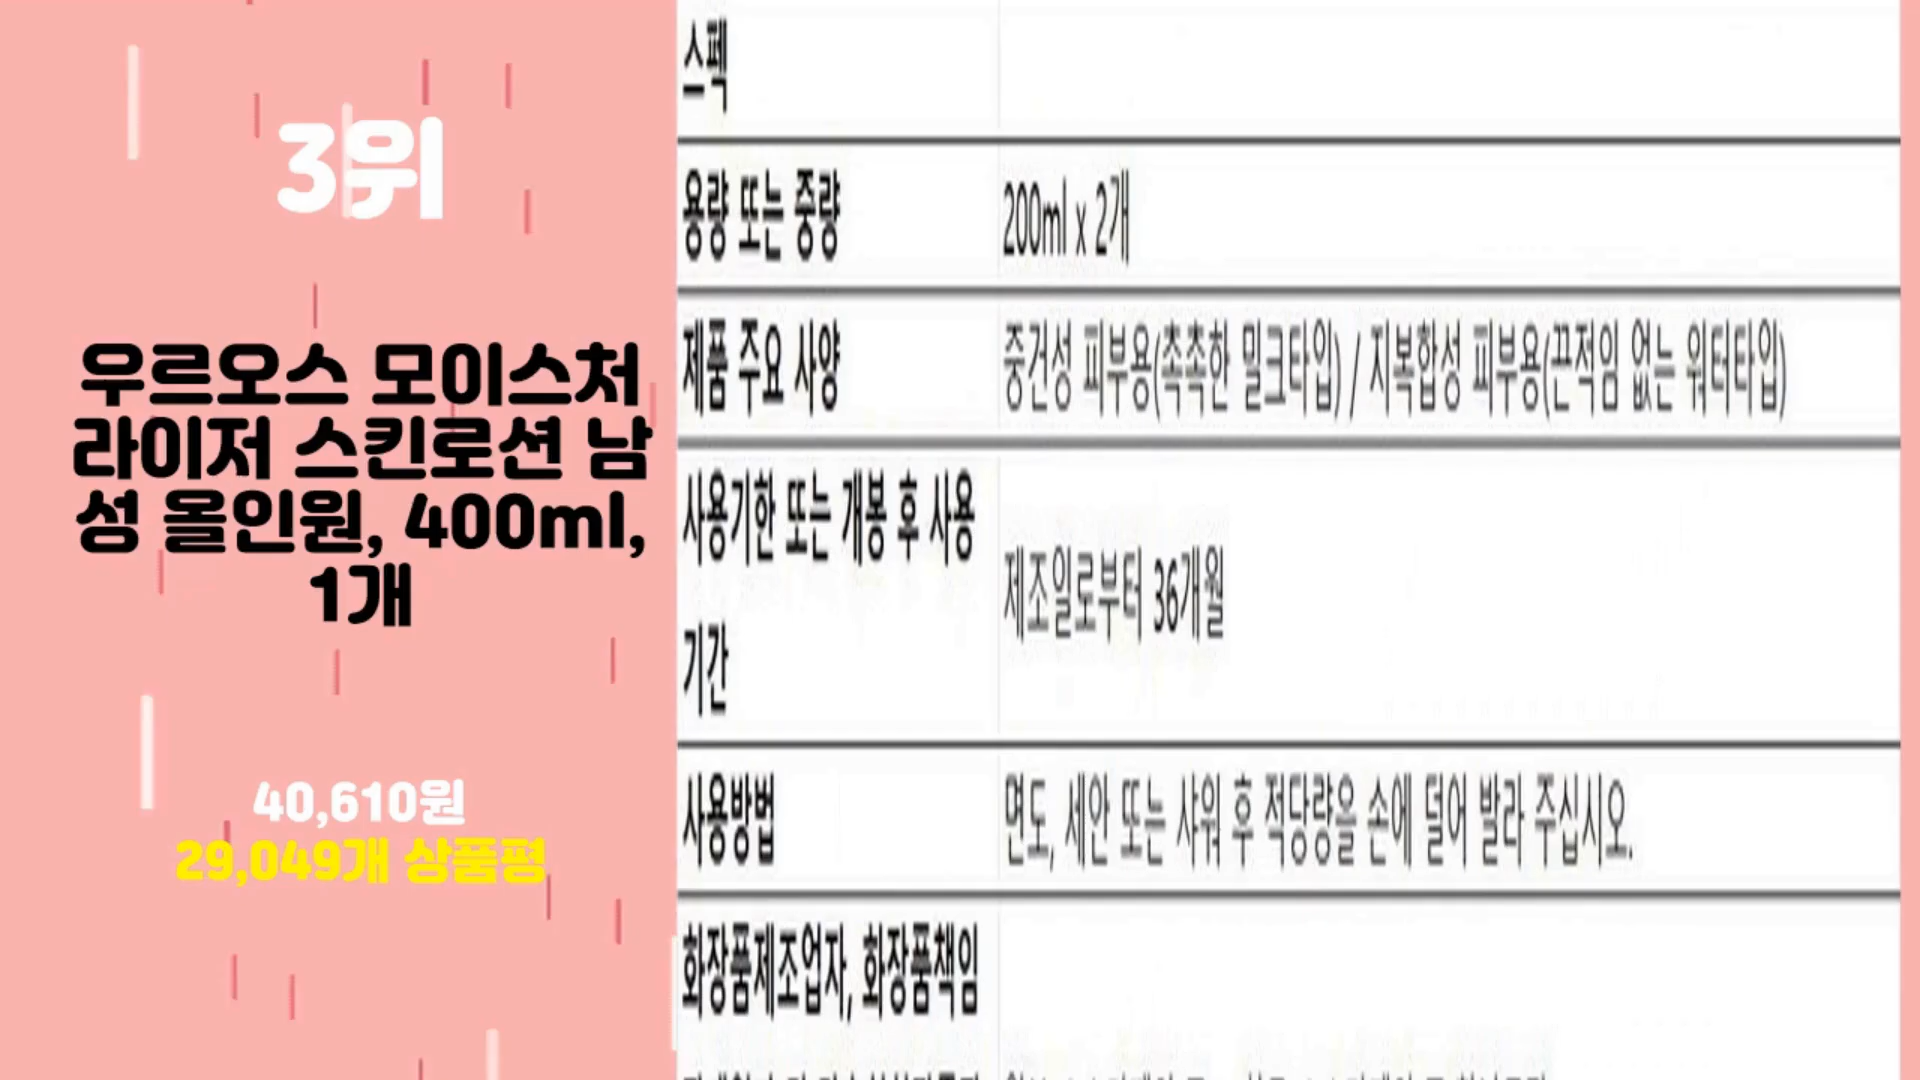 3위
우르오스 모이스처
라이저 스킨로션 남
성 올인원, 400ml,
1개
40,610원
29,049개 상품평
스펙
용량 또는 중량
200ml x 2개
제품 주요 사양
중건성 피부용(촉촉한 밀크타입) / 지복합성 피부용(끈적임 없는 워터타입)
사용기한 또는 개봉 후 사용
기간
제조일로부터 36개월
사용방법
면도, 세안 또는 샤워 후 적당량을 손에 덜어 발라 주십시오.
화장품제조업자, 화장품책임